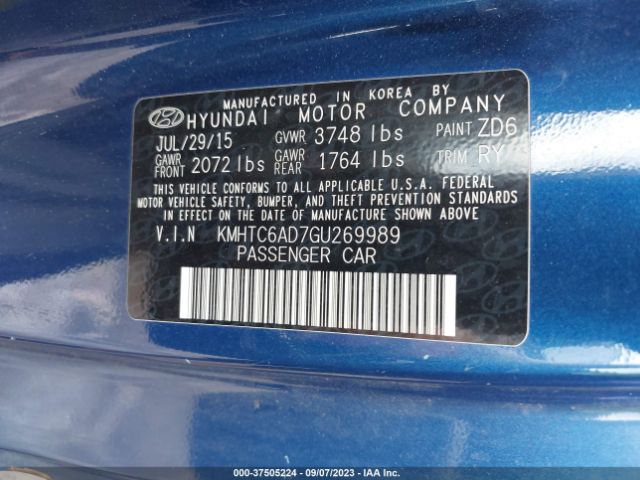 MANUFACTURED IN KOREA BY
HYUNDAI MOTOR COMPANY
JUL/29/15 GVWR 3748 lbs PAINT ZD6
GAWR FRONT 2072 lbs GAWR REAR 1764 lbs TRIM RY
THIS VEHICLE CONFORMS TO ALL APPLICABLE U.S.A. FEDERAL
MOTOR VEHICLE SAFETY, BUMPER, AND THEFT PREVENTION STANDARDS
IN EFFECT ON THE DATE OF MANUFACTURE SHOWN ABOVE.
V.I.N KMHTC6AD7GU269989
PASSENGER CAR
000-37505224 - 09/07/2023 - IAA Inc.